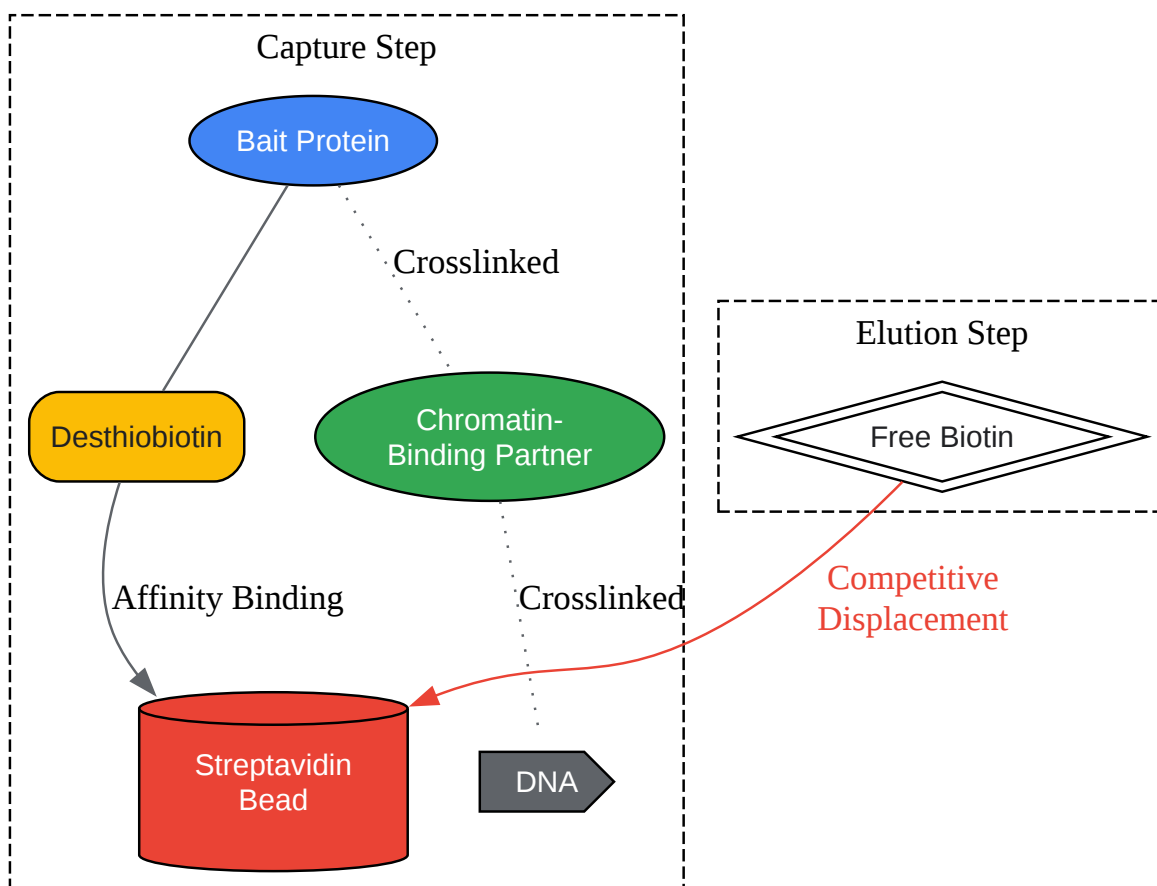 Capture Step
Bait Protein
Crosslinked
Elution Step
Desthiobiotin
Chromatin-
Binding Partner
Free Biotin
Affinity Binding
Crosslinked
Competitive
Displacement
Streptavidin
Bead
DNA